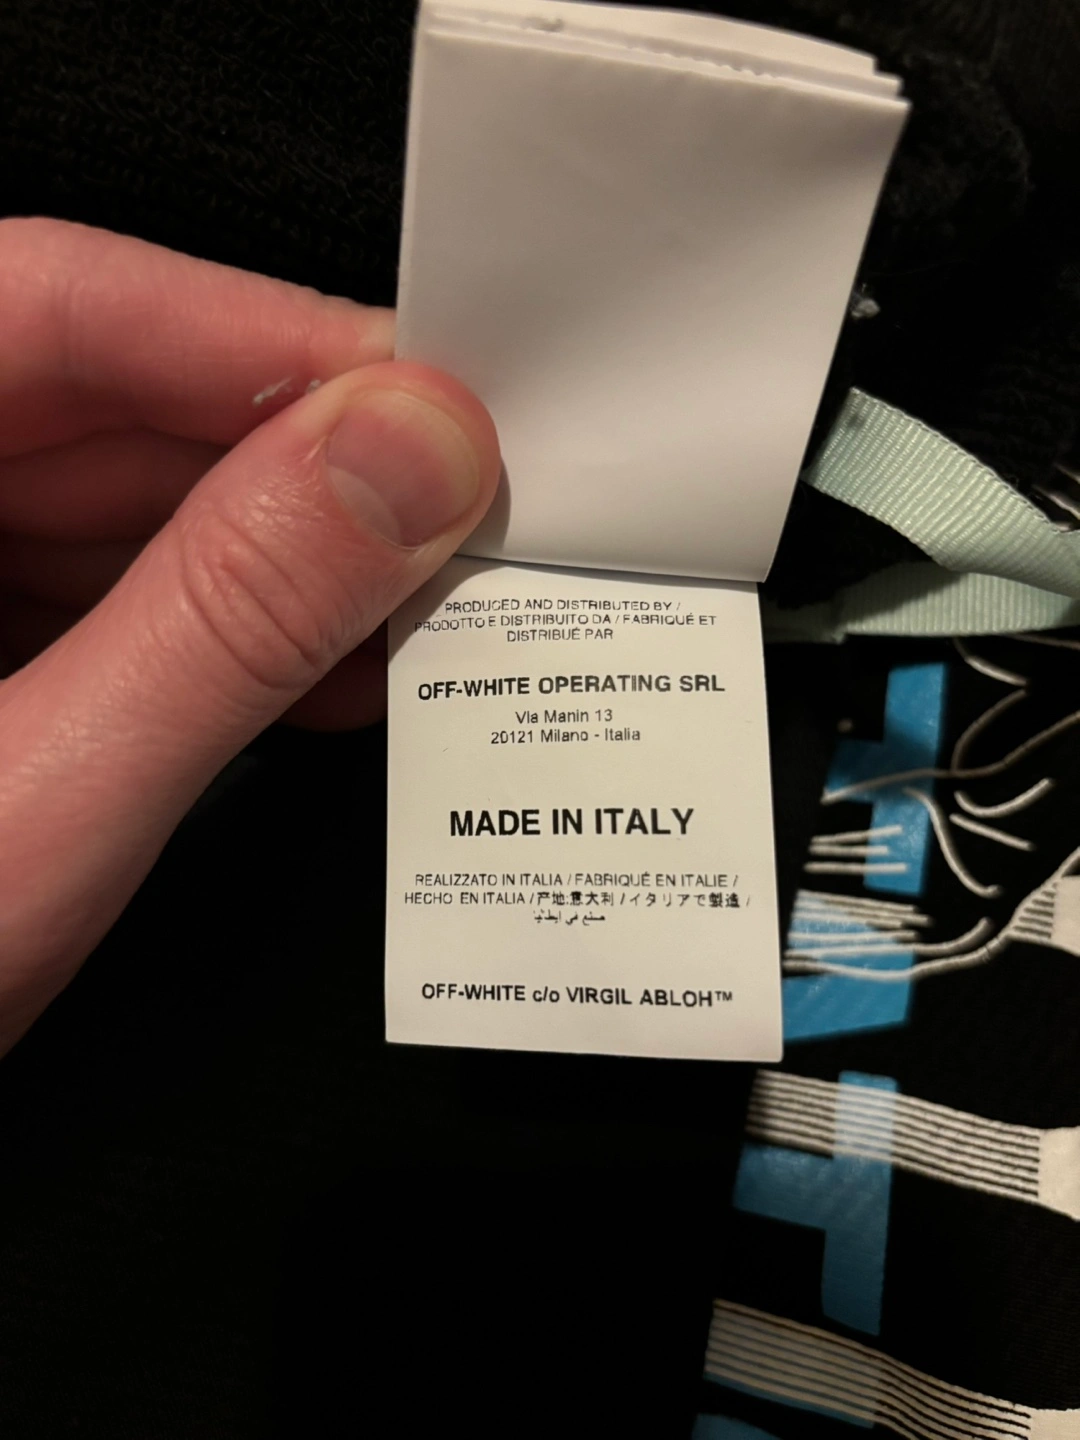 PRODUCED AND DISTRIBUTED BY /
PRODOTTO E DISTRIBUITO DA / FABRIQUÉ ET
DISTRIBUÉ PAR
OFF-WHITE OPERATING SRL
Via Manin 13
20121 Milano - Italia
MADE IN ITALY
REALIZZATO IN ITALIA / FABRIQUÉ EN ITALIE /
HECHO EN ITALIA / 产地:意大利 / イタリアで製造 /
صنع في إيطاليا
OFF-WHITE c/o VIRGIL ABLOH™